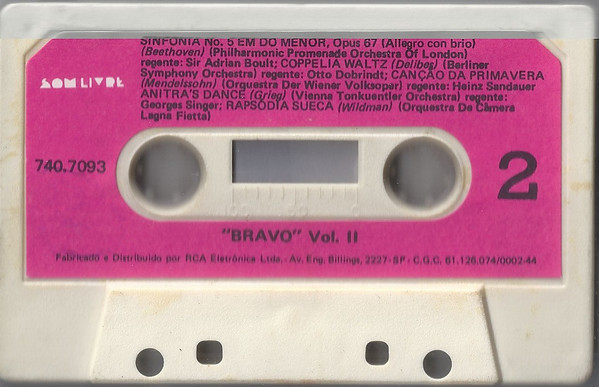 SINFONIA No. 5 EM DO MENOR, Opus 67 (Allegro con brio)
(Beethoven) (Philharmonic Promenade Orchestra Of London)
regente: Sir Adrian Boult; COPPELIA WALTZ (Delibes) (Berliner
Symphony Orchestra) regente: Otto Dobrindt; CANÇÃO DA PRIMAVERA
(Mendelssohn) (Orquestra Der Wiener Volksoper) regente: Heinz Sandauer
ANITRA'S DANCE (Grieg) (Vienna Tonkuentler Orchestra) regente:
Georges Singer; RAPSÓDIA SUECA (Wildman) (Orquestra De Câmera
Lagna Fietta)
SOM LIVRE
740.7093
2
"BRAVO" Vol. II
Fabricado e Distribuido por RCA Eletrônica Ltda.- Av. Eng. Billings, 2227-SP - C.G.C. 61.126.074/0002-44